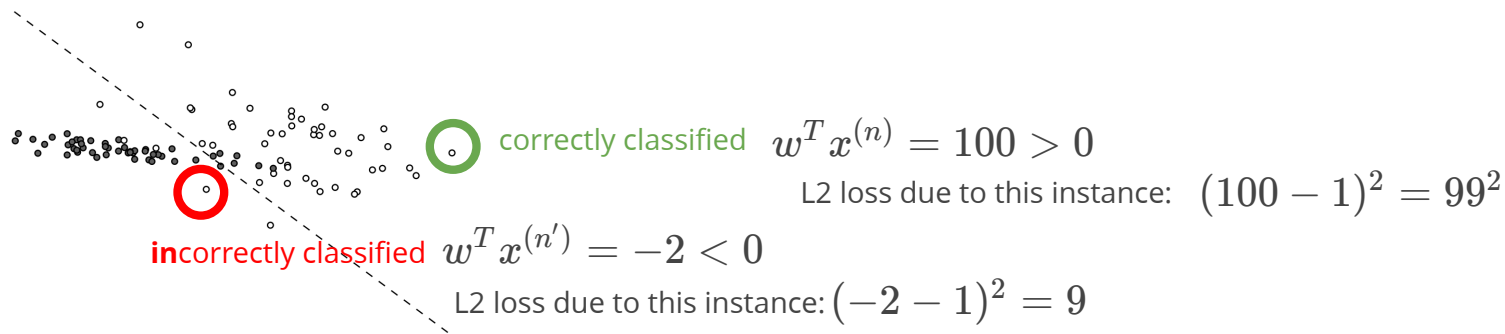 correctly classified $w^T x^{(n)} = 100 > 0$
L2 loss due to this instance: $(100 - 1)^2 = 99^2$
incorrectly classified $w^T x^{(n')} = -2 < 0$
L2 loss due to this instance: $(-2 - 1)^2 = 9$